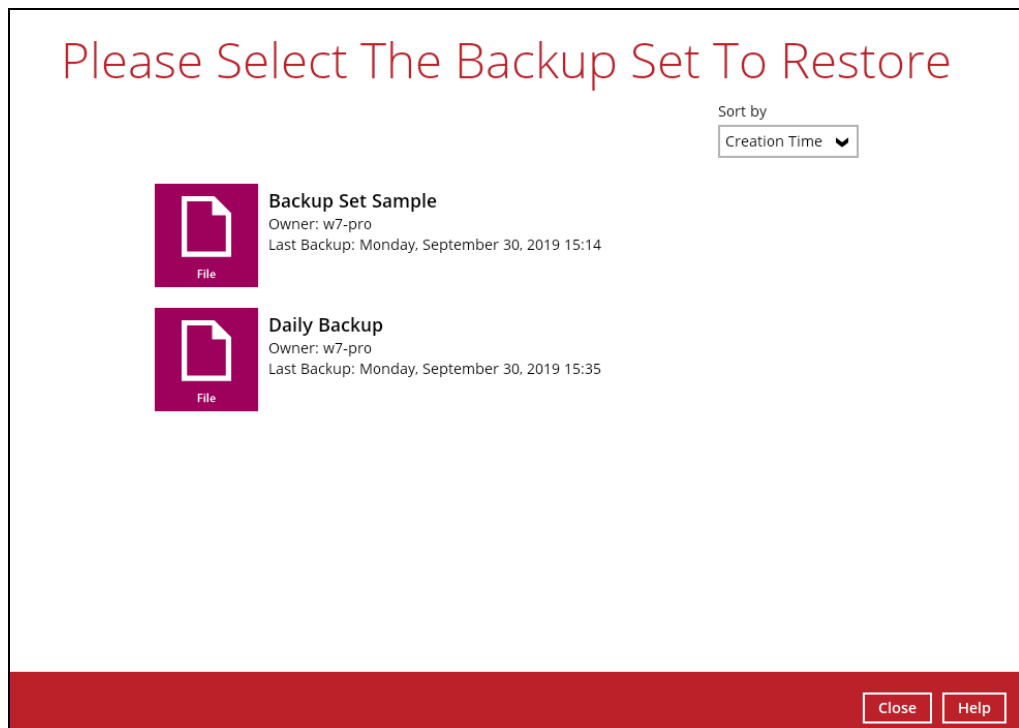 Please Select The Backup Set To Restore
Sort by
Creation Time
Backup Set Sample
Owner: w7-pro
Last Backup: Monday, September 30, 2019 15:14
File
Daily Backup
Owner: w7-pro
Last Backup: Monday, September 30, 2019 15:35
File
Close
Help